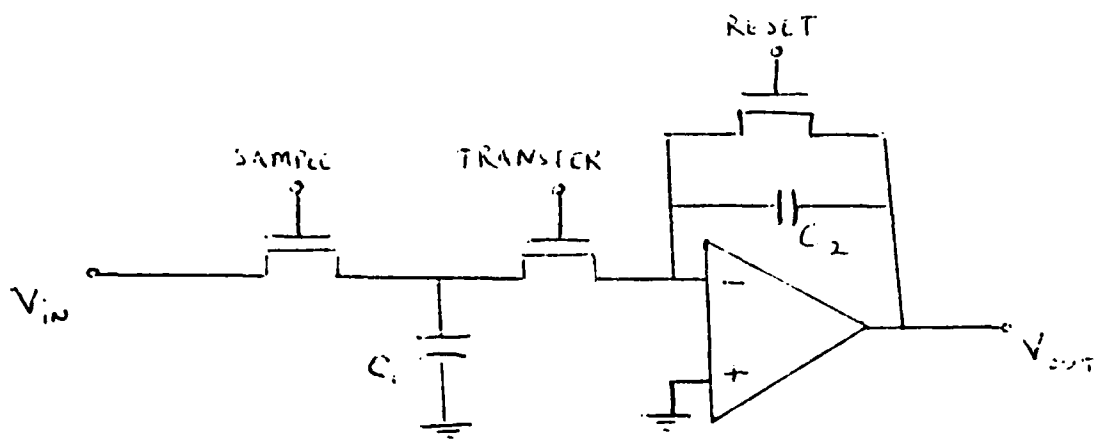 RESET
SAMPLE
TRANSFER
C2
−
VIN
C1
+
VOUT